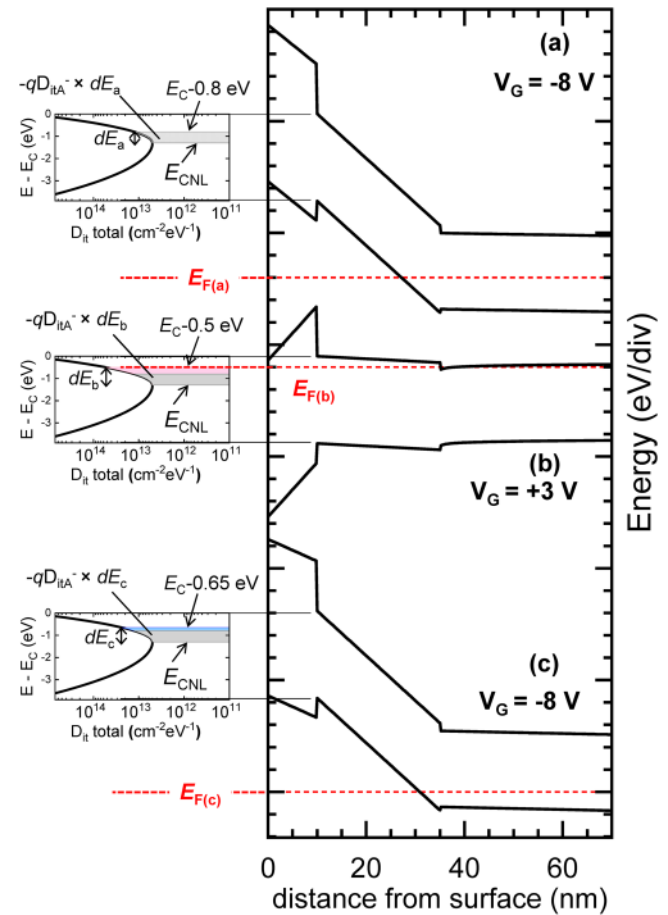 (a)
V_G = -8 V
-qD_itA^- × dE_a
E_C-0.8 eV
0
-1
-2
-3
E - E_C (eV)
dE_a
E_CNL
10^14 10^13 10^12 10^11
D_it total (cm^-2eV^-1)
E_F(a)
-qD_itA^- × dE_b
E_C-0.5 eV
0
-1
-2
-3
E - E_C (eV)
dE_b
E_CNL
10^14 10^13 10^12 10^11
D_it total (cm^-2eV^-1)
E_F(b)
(b)
V_G = +3 V
-qD_itA^- × dE_c
E_C-0.65 eV
0
-1
-2
-3
E - E_C (eV)
dE_c
E_CNL
10^14 10^13 10^12 10^11
D_it total (cm^-2eV^-1)
(c)
V_G = -8 V
E_F(c)
Energy (eV/div)
0 20 40 60
distance from surface (nm)